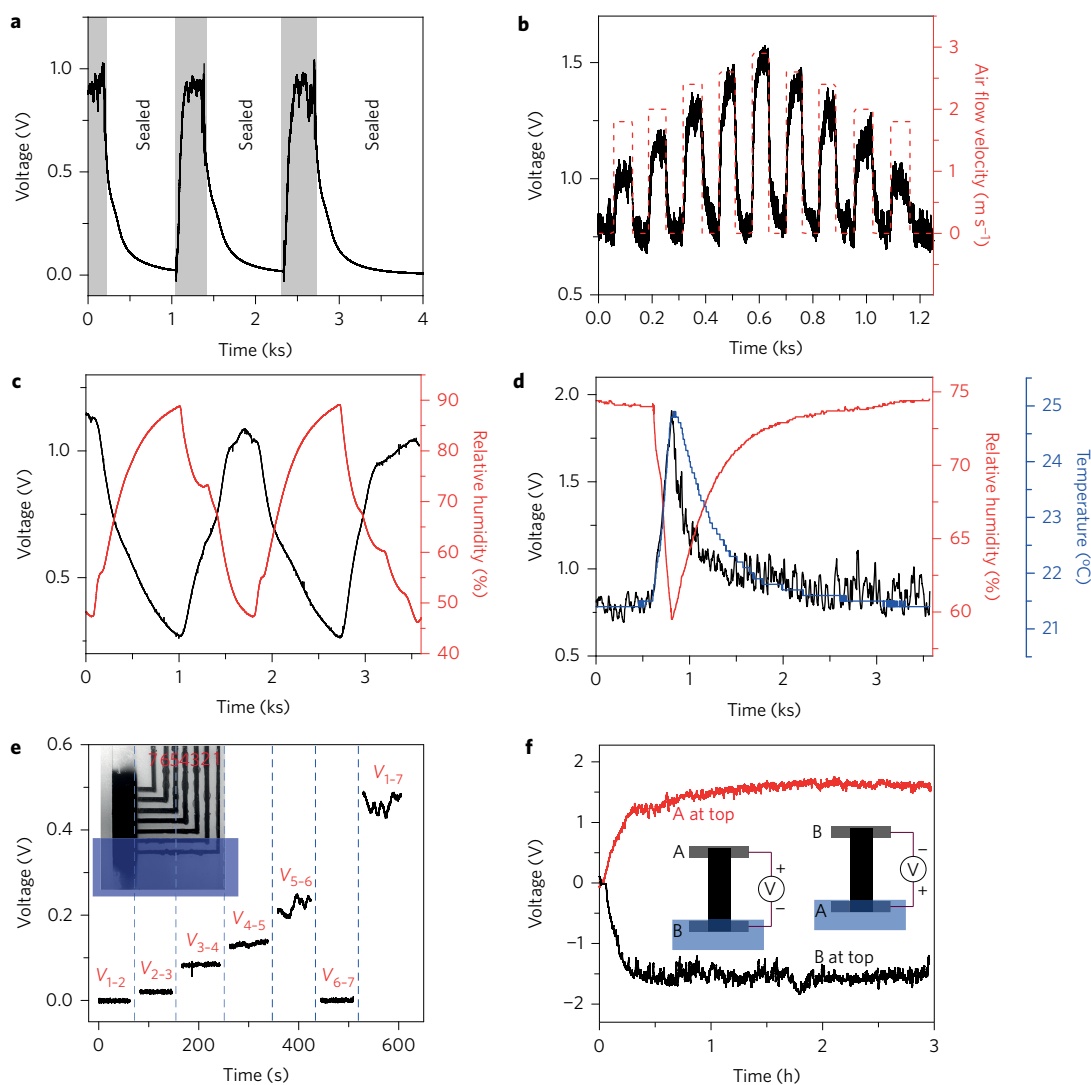 a
Voltage (V)
1.0
0.5
0.0
Sealed
Sealed
Sealed
0 1 2 3 4
Time (ks)
b
Voltage (V)
1.5
1.0
0.5
3
2
1
0
Air flow velocity (m s⁻¹)
0.0 0.2 0.4 0.6 0.8 1.0 1.2
Time (ks)
c
Voltage (V)
1.0
0.5
90
80
70
60
50
40
Relative humidity (%)
0 1 2 3
Time (ks)
d
Voltage (V)
2.0
1.5
1.0
0.5
75
70
65
60
Relative humidity (%)
25
24
23
22
21
Temperature (°C)
0 1 2 3
Time (ks)
e
Voltage (V)
0.6
0.4
0.2
0.0
7654321
V1–2
V2–3
V3–4
V4–5
V5–6
V6–7
V1–7
0 200 400 600
Time (s)
f
Voltage (V)
2
1
0
−1
−2
A at top
A
+
V
−
B
B
−
V
+
A
B at top
0 1 2 3
Time (h)